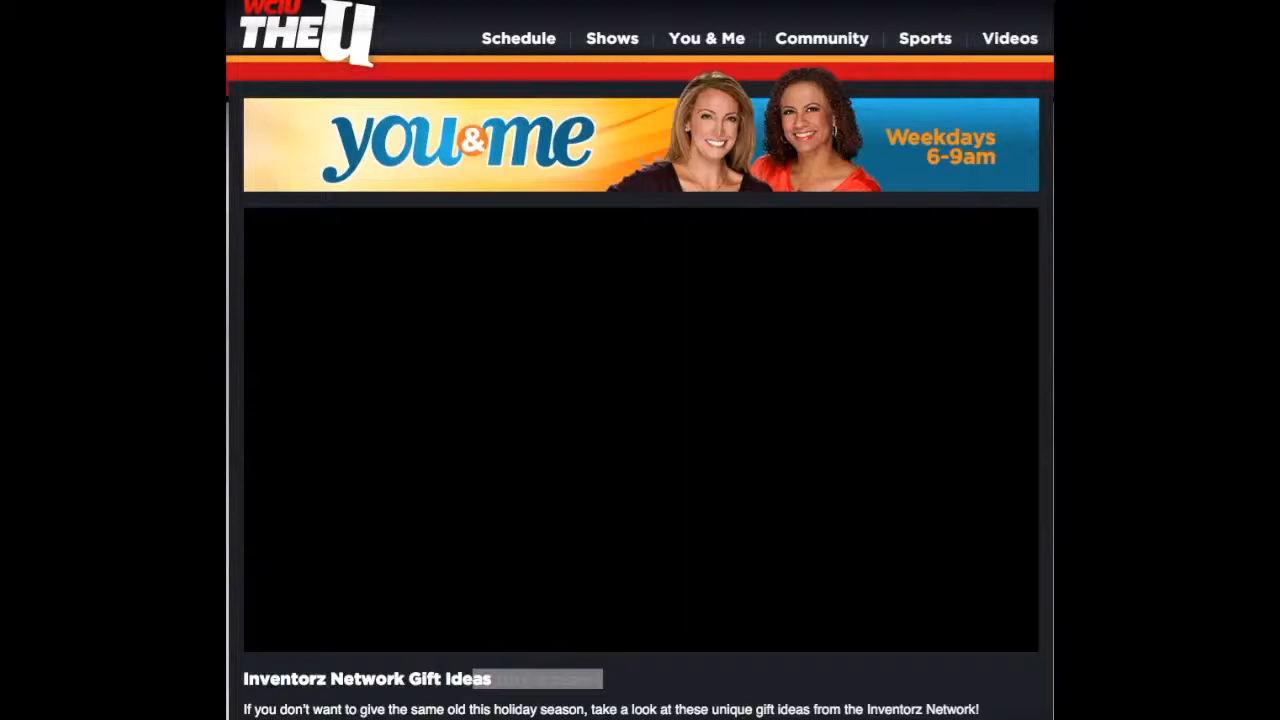 WCIU
THE U
Schedule Shows You & Me Community Sports Videos
you & me
Weekdays
6-9am
Inventorz Network Gift Ideas
If you don't want to give the same old this holiday season, take a look at these unique gift ideas from the Inventorz Network!